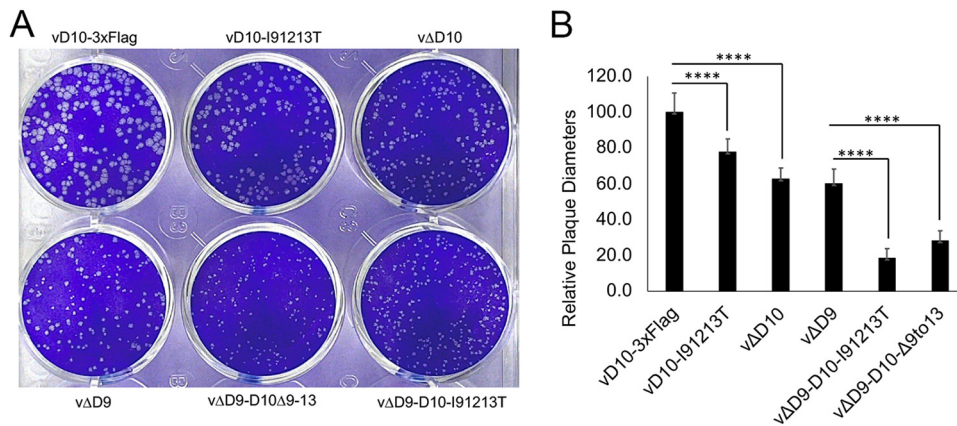 A
vD10-3xFlag
vD10-I91213T
vΔD10
vΔD9
vΔD9-D10Δ9-13
vΔD9-D10-I91213T
B
Relative Plaque Diameters
120.0
100.0
80.0
60.0
40.0
20.0
0.0
****
****
****
****
vD10-3xFlag
vD10-I91213T
vΔD10
vΔD9
vΔD9-D10-I91213T
vΔD9-D10-Δ9to13